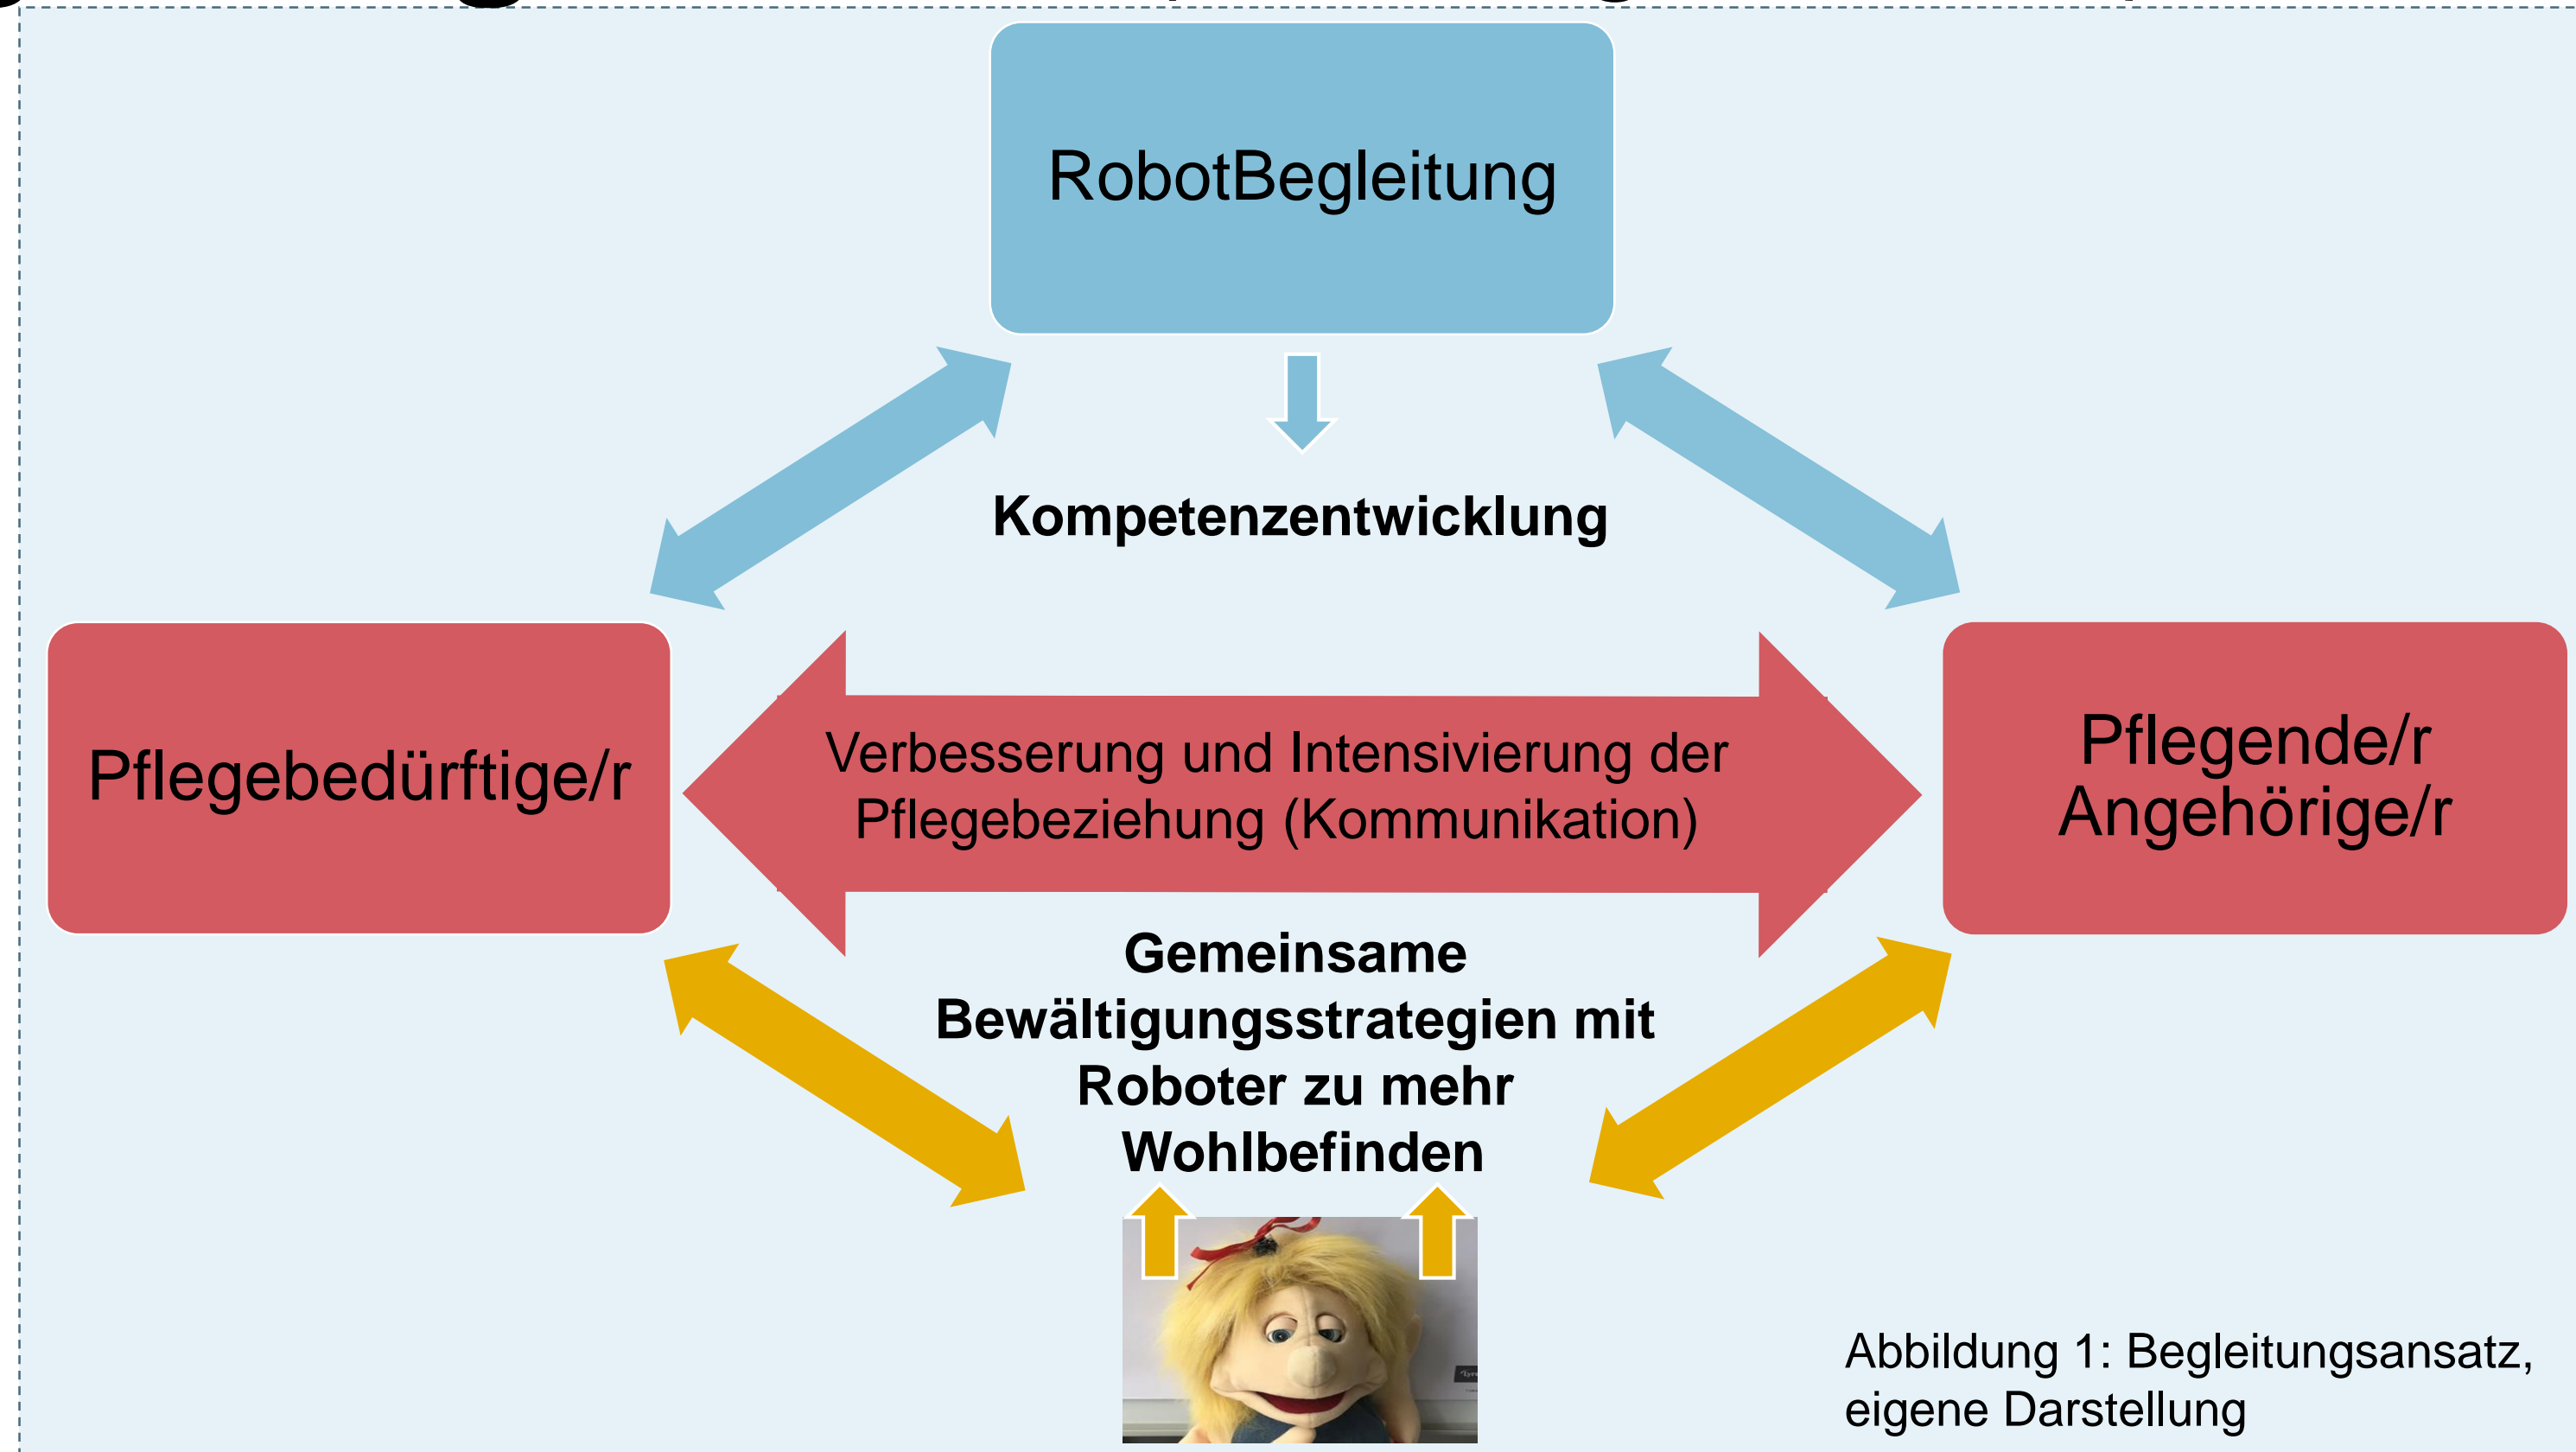 RobotBegleitung
Kompetenzentwicklung
Pflegebedürftige/r
Verbesserung und Intensivierung der
Pflegebeziehung (Kommunikation)
Pflegende/r
Angehörige/r
Gemeinsame
Bewältigungsstrategien mit
Roboter zu mehr
Wohlbefinden
Abbildung 1: Begleitungsansatz,
eigene Darstellung